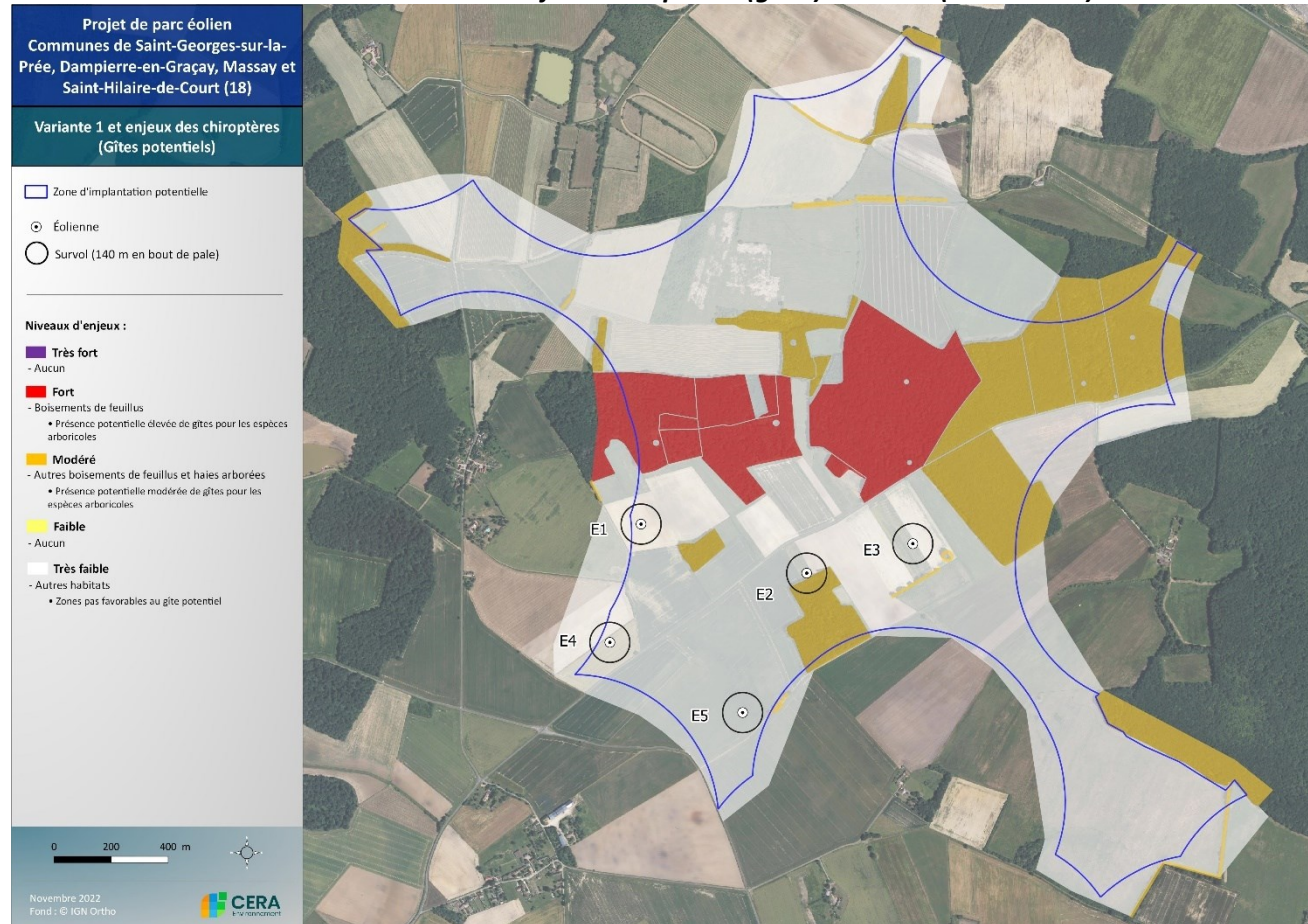 Projet de parc éolien
Communes de Saint-Georges-sur-la-
Prée, Dampierre-en-Graçay, Massay et
Saint-Hilaire-de-Court (18)
Variante 1 et enjeux des chiroptères
(Gîtes potentiels)
Zone d'implantation potentielle
Éolienne
Survol (140 m en bout de pale)
Niveaux d'enjeux :
Très fort
- Aucun
Fort
- Boisements de feuillus
• Présence potentielle élevée de gîtes pour les espèces
arboricoles
Modéré
- Autres boisements de feuillus et haies arborées
• Présence potentielle modérée de gîtes pour les
espèces arboricoles
Faible
- Aucun
Très faible
- Autres habitats
• Zones pas favorables au gîte potentiel
0 200 400 m
Novembre 2022
Fond : © IGN Ortho
CERA
Environnement
E1
E2
E3
E4
E5